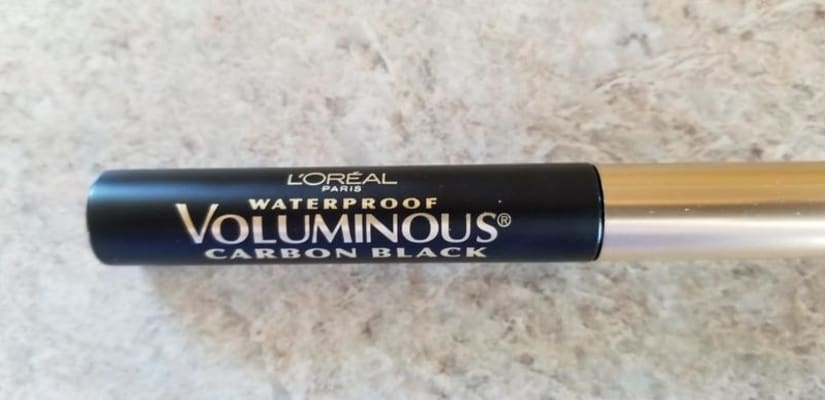 L'ORÉAL
PARIS
WATERPROOF
VOLUMINOUS®
CARBON BLACK